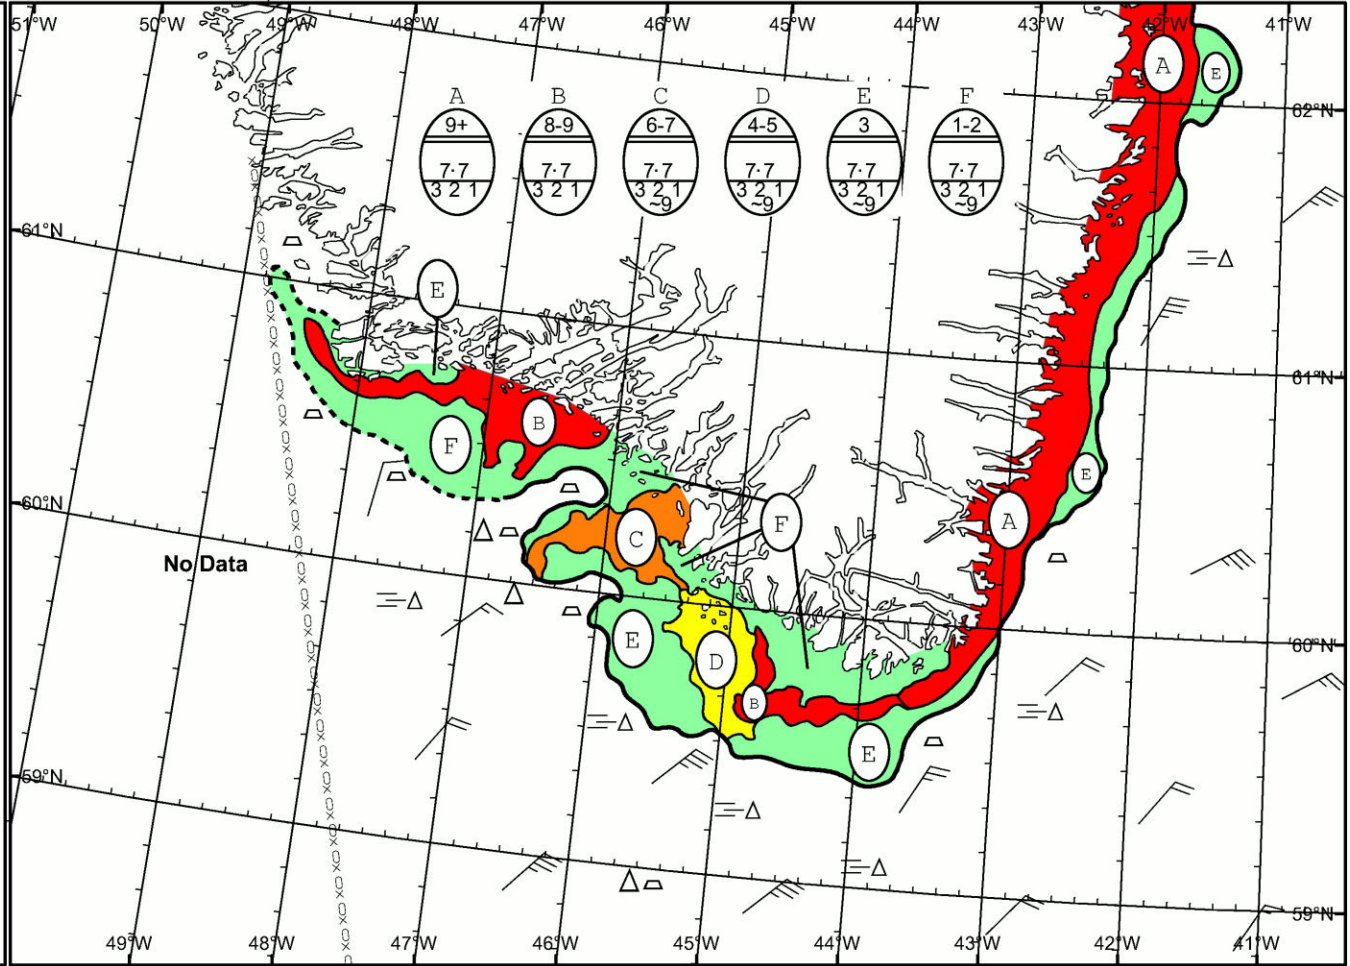 51°W 50°W 49°W 48°W 47°W 46°W 45°W 44°W 43°W 42°W 41°W
A E
A B C D E F
9+ 8-9 6-7 4-5 3 1-2
62°N
7·7 7·7 7·7 7·7 7·7 7·7
3 2 1 3 2 1 3 2 1 3 2 1 3 2 1 3 2 1
~9 ~9 ~9 ~9
61°N
E
61°N
B
F
E
60°N
F A
C
No Data
E
60°N
D
B
E
59°N
59°N
49°W 48°W 47°W 46°W 45°W 44°W 43°W 42°W 41°W